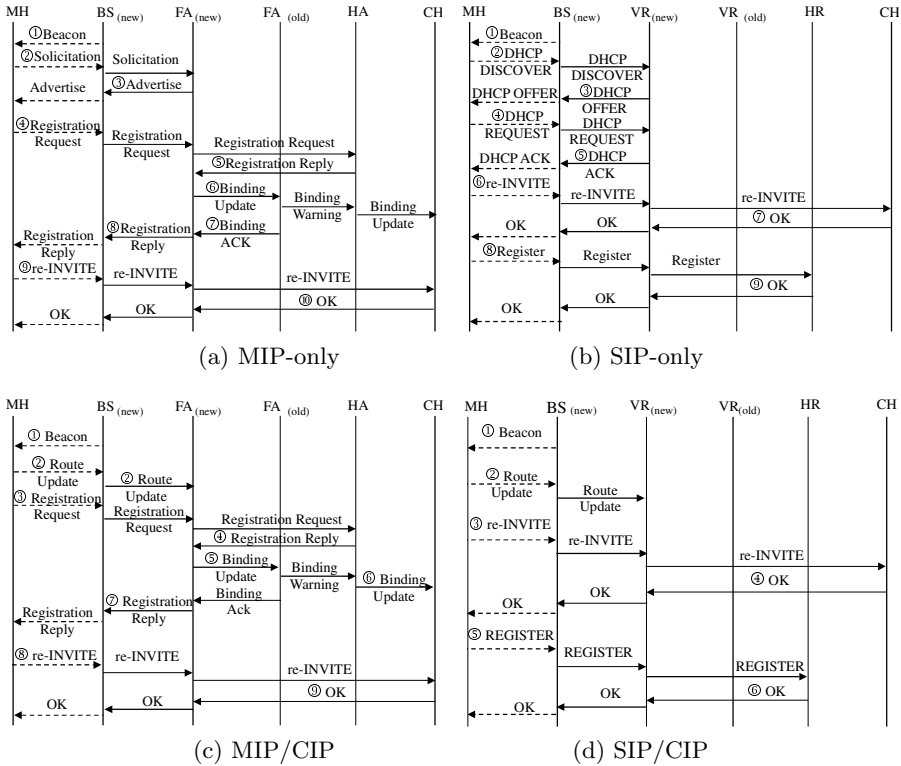 MH BS (new) FA (new) FA (old) HA CH
①Beacon
②Solicitation Solicitation
Advertise ③Advertise
④Registration Request
Registration Request
Registration Request
⑤Registration Reply
⑥Binding Update
Binding Warning
Binding Update
⑦Binding ACK
⑧Registration Reply
Registration Reply
⑨re-INVITE re-INVITE re-INVITE
⑩ OK
OK
OK
(a) MIP-only
MH BS (new) VR (new) VR (old) HR CH
①Beacon
②DHCP DISCOVER
DHCP DISCOVER
③DHCP OFFER
DHCP OFFER
④DHCP REQUEST
DHCP REQUEST
⑤DHCP ACK
DHCP ACK
⑥re-INVITE re-INVITE re-INVITE
⑦ OK
OK
OK
⑧Register Register Register
⑨ OK
OK
OK
(b) SIP-only
MH BS (new) FA (new) FA (old) HA CH
① Beacon
② Route Update
② Route Update
③ Registration Request
Registration Request
Registration Request
④ Registration Reply
⑤ Binding Update
Binding Warning
⑥ Binding Update
Binding Ack
⑦ Registration Reply
Registration Reply
⑧ re-INVITE re-INVITE re-INVITE
⑨ OK
OK
OK
(c) MIP/CIP
MH BS (new) VR (new) VR (old) HR CH
① Beacon
② Route Update
Route Update
③ re-INVITE re-INVITE re-INVITE
④ OK
OK
OK
⑤ REGISTER REGISTER REGISTER
⑥ OK
OK
OK
(d) SIP/CIP